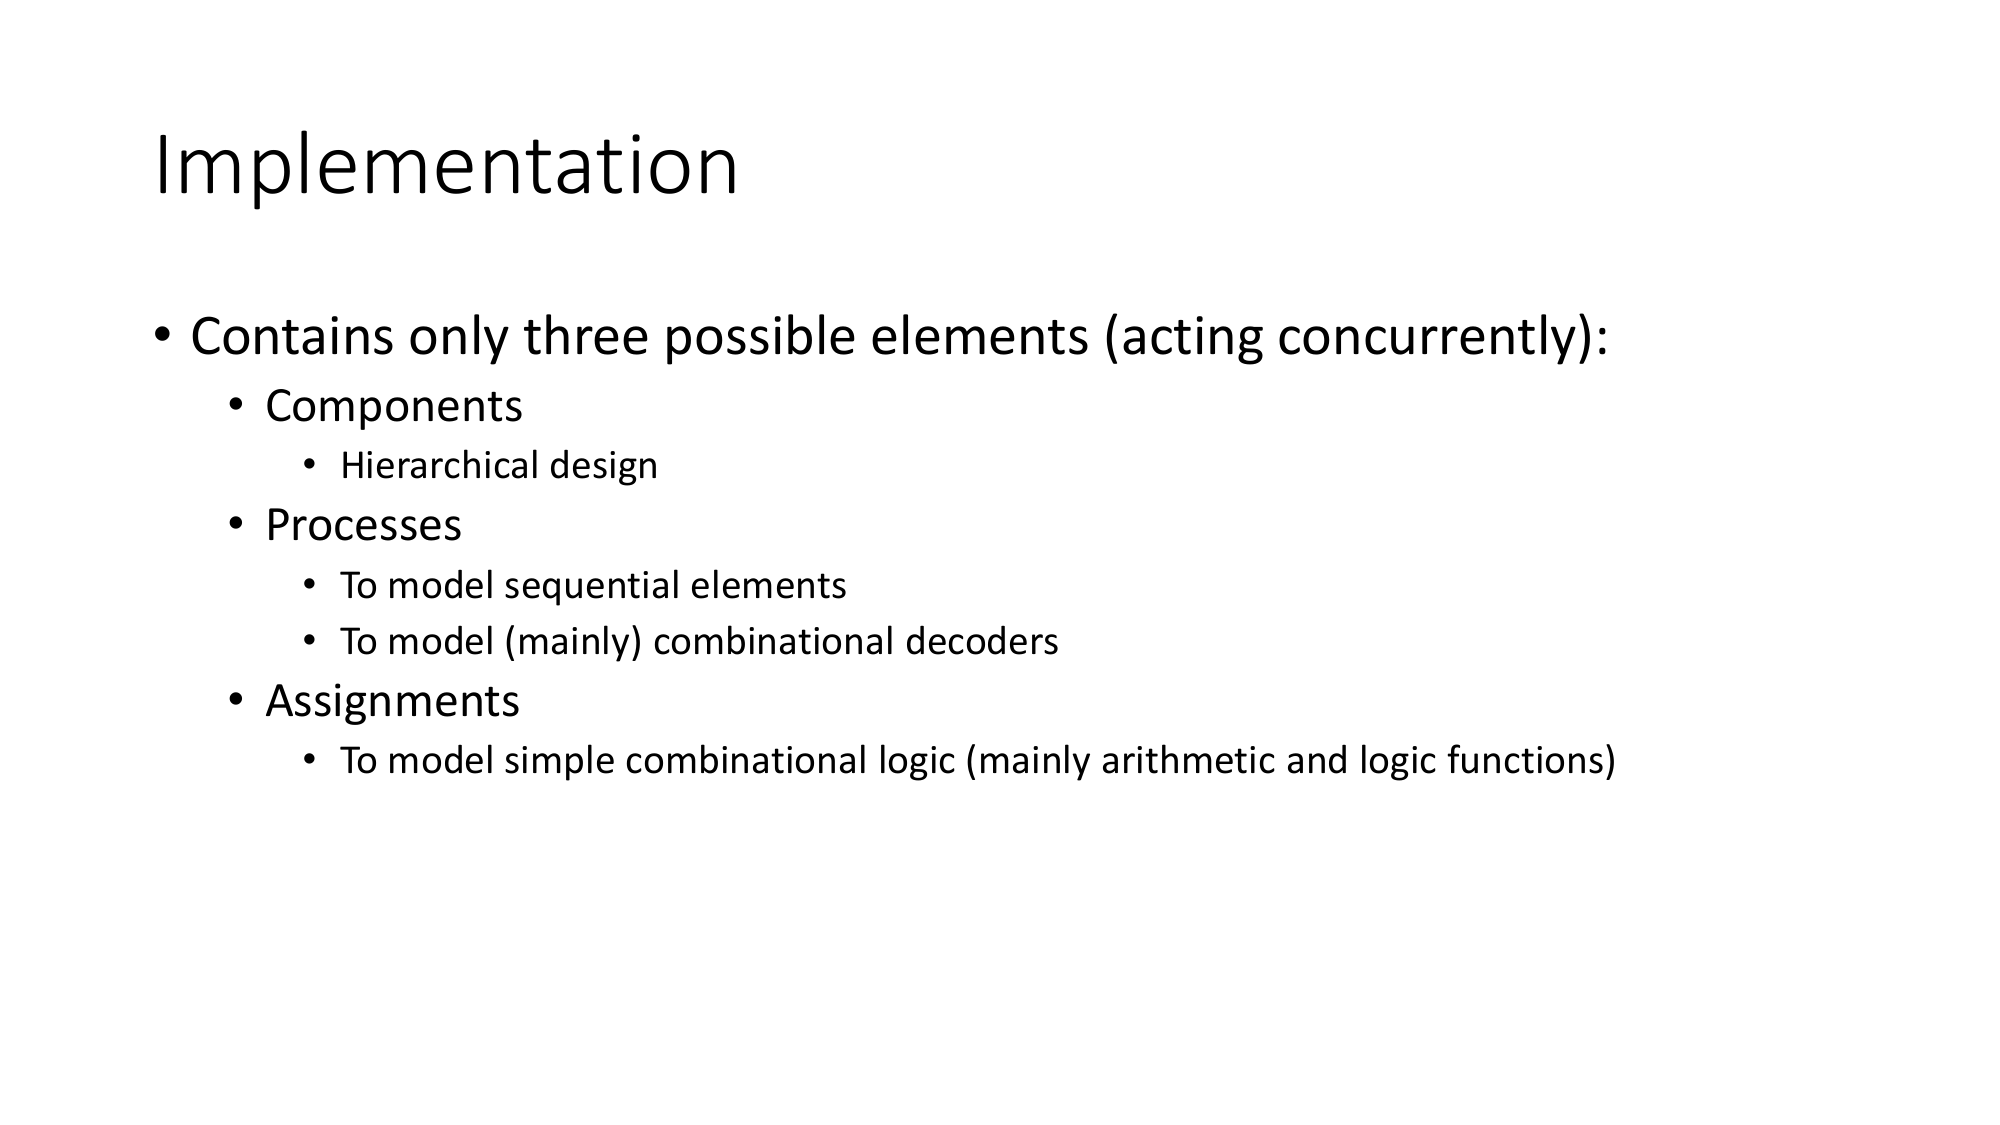 Implementation
• Contains only three possible elements (acting concurrently):
• Components
• Hierarchical design
• Processes
• To model sequential elements
• To model (mainly) combinational decoders
• Assignments
• To model simple combinational logic (mainly arithmetic and logic functions)